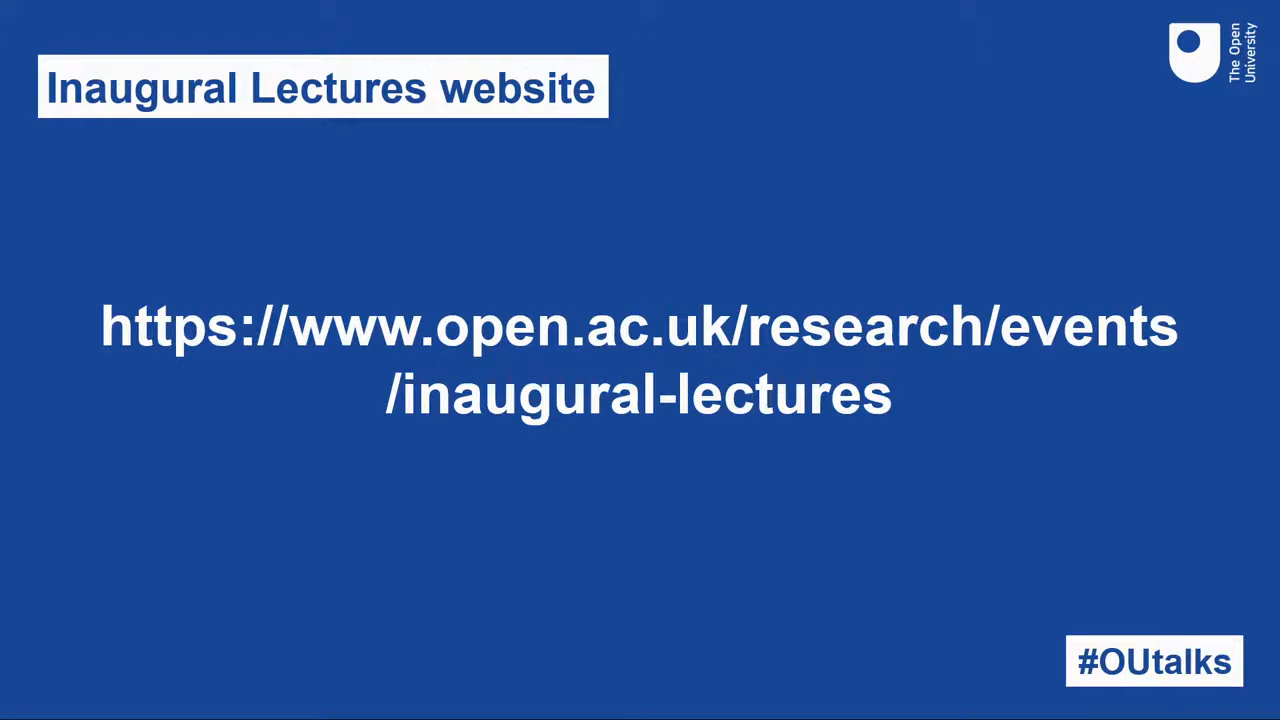 Inaugural Lectures website
The Open
University
https://www.open.ac.uk/research/events
/inaugural-lectures
#OUtalks